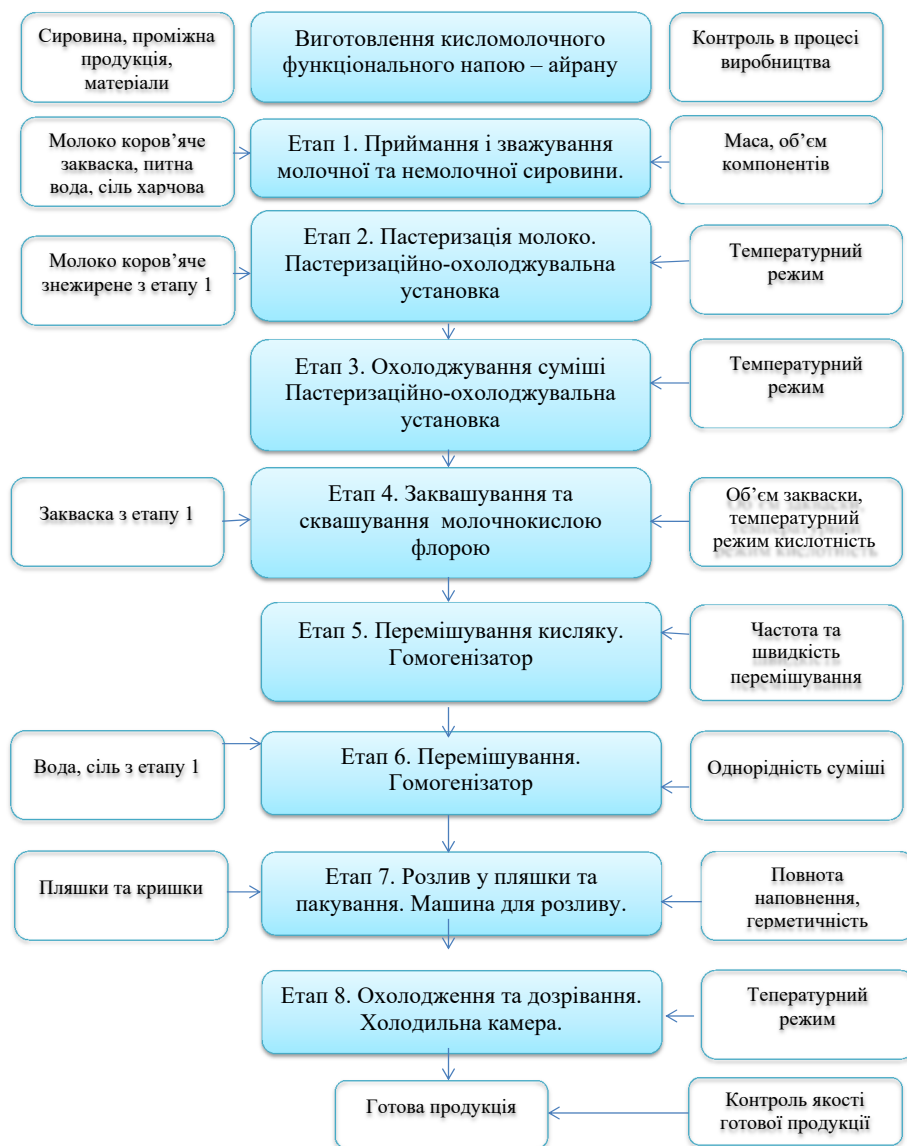 Сировина, проміжна
продукція,
матеріали
Виготовлення кисломолочного
функціонального напою – айрану
Контроль в процесі
виробництва
Молоко коров’яче
закваска, питна
вода, сіль харчова
Етап 1. Приймання і зважування
молочної та немолочної сировини.
Маса, об’єм
компонентів
Молоко коров’яче
знежирене з етапу 1
Етап 2. Пастеризація молоко.
Пастеризаційно-охолоджувальна
установка
Температурний
режим
Етап 3. Охолоджування суміші
Пастеризаційно-охолоджувальна
установка
Температурний
режим
Закваска з етапу 1
Етап 4. Заквашування та
сквашування молочнокислою
флорою
Об’єм закваски,
температурний
режим кислотність
Етап 5. Перемішування кисляку.
Гомогенізатор
Частота та
швидкість
перемішування
Вода, сіль з етапу 1
Етап 6. Перемішування.
Гомогенізатор
Однорідність суміші
Пляшки та кришки
Етап 7. Розлив у пляшки та
пакування. Машина для розливу.
Повнота
наповнення,
герметичність
Етап 8. Охолодження та дозрівання.
Холодильна камера.
Тепературний
режим
Готова продукція
Контроль якості
готової продукції